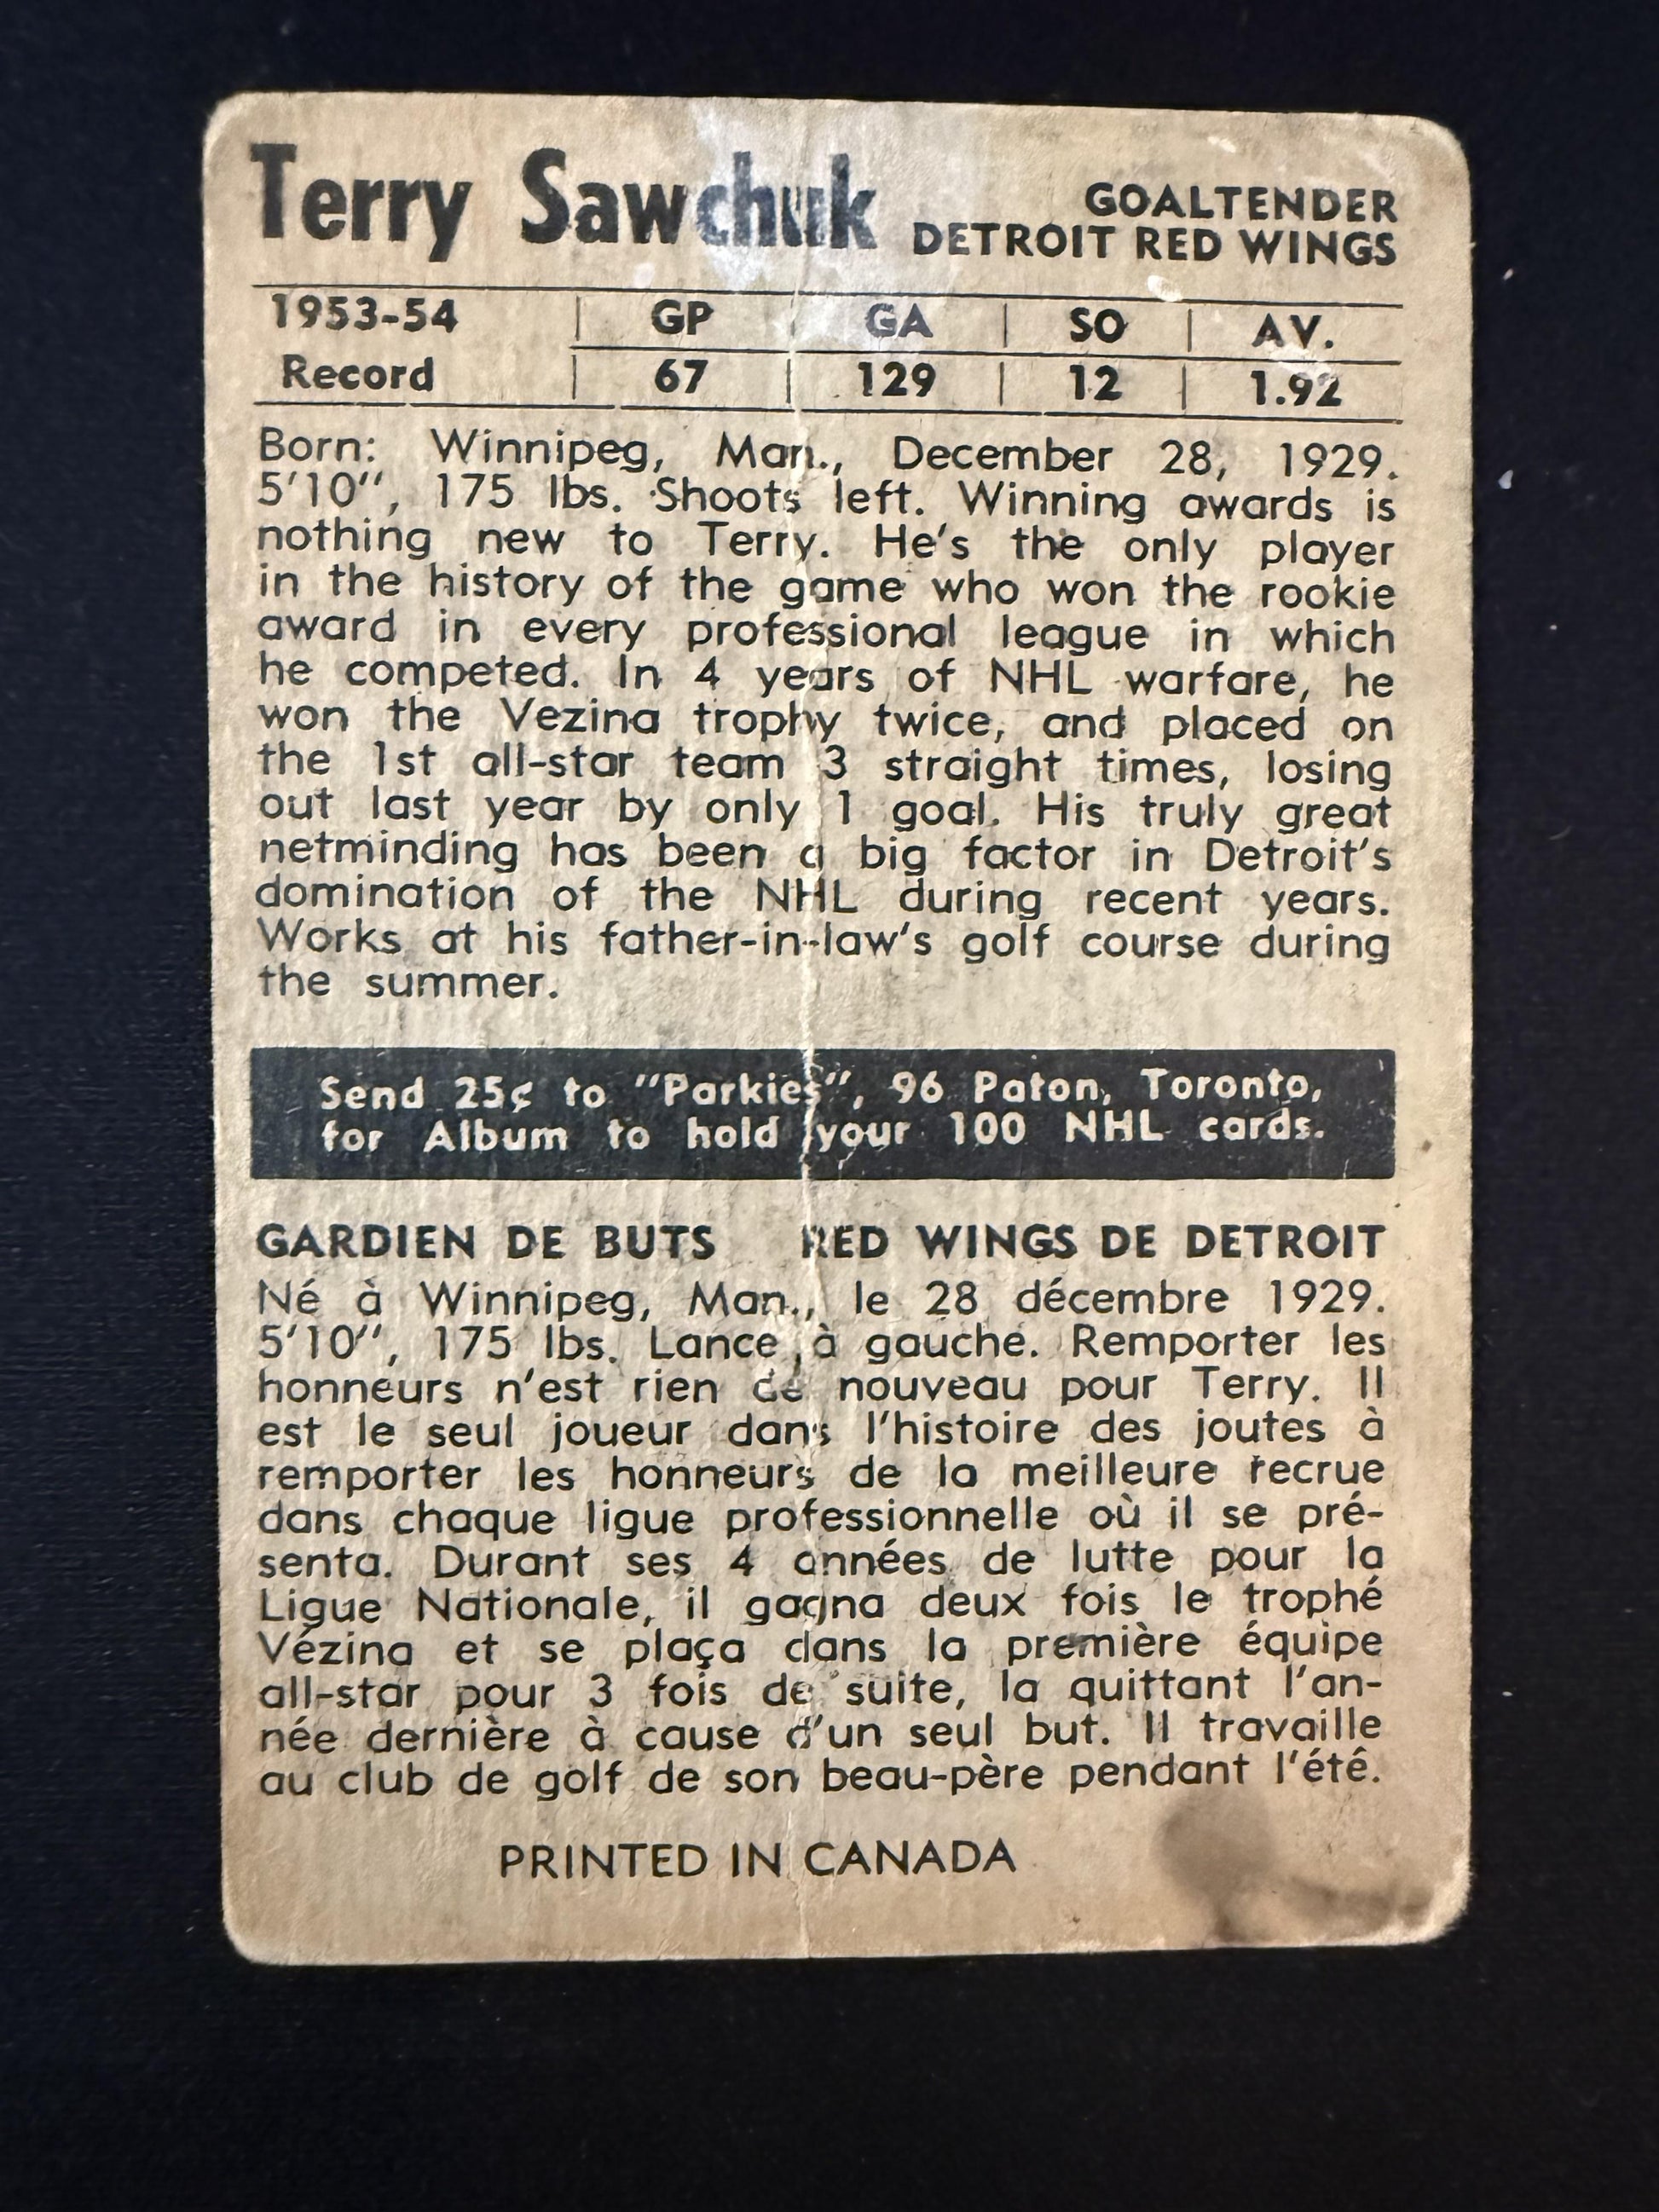 Terry Sawchuk
GOALTENDER
DETROIT RED WINGS
1953-54 | GP | GA | SO | AV.
Record | 67 | 129 | 12 | 1.92
Born: Winnipeg, Man., December 28, 1929.
5'10", 175 lbs. Shoots left. Winning awards is
nothing new to Terry. He's the only player
in the history of the game who won the rookie
award in every professional league in which
he competed. In 4 years of NHL warfare, he
won the Vezina trophy twice, and placed on
the 1st all-star team 3 straight times, losing
out last year by only 1 goal. His truly great
netminding has been a big factor in Detroit's
domination of the NHL during recent years.
Works at his father-in-law's golf course during
the summer.
Send 25¢ to "Parkies", 96 Paton, Toronto,
for Album to hold your 100 NHL cards.
GARDIEN DE BUTS RED WINGS DE DETROIT
Né à Winnipeg, Man., le 28 décembre 1929.
5'10", 175 lbs. Lance à gauche. Remporter les
honneurs n'est rien de nouveau pour Terry. Il
est le seul joueur dans l'histoire des joutes à
remporter les honneurs de la meilleure recrue
dans chaque ligue professionnelle où il se pré-
senta. Durant ses 4 années de lutte pour la
Ligue Nationale, il gagna deux fois le trophé
Vézina et se plaça dans la première équipe
all-star pour 3 fois de suite, la quittant l'an-
née dernière à cause d'un seul but. Il travaille
au club de golf de son beau-père pendant l'été.
PRINTED IN CANADA